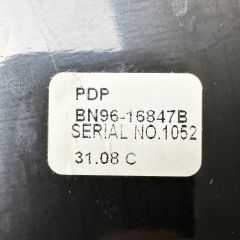 PDP
BN96-16847B
SERIAL NO.1052
31.08 C